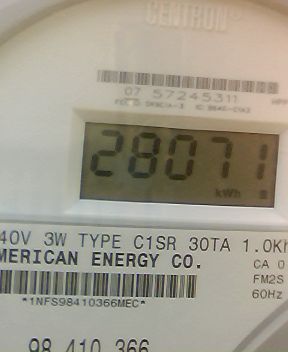 CENTRON®
07 57245311
28071
kWh
40V 3W TYPE C1SR 30TA 1.0Kh
MERICAN ENERGY CO.
CA 0
FM2S
60Hz
*1NFS98410366MEC*
98 410 366